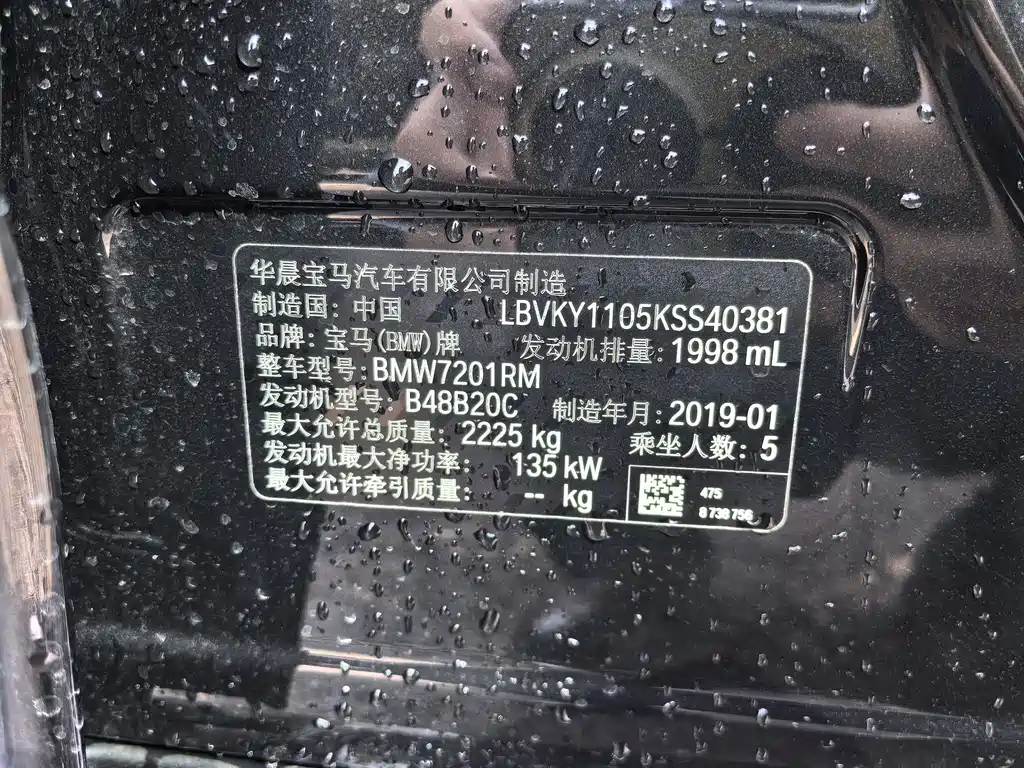 华晨宝马汽车有限公司制造
制造国：中国 LBVKY1105KSS40381
品牌：宝马(BMW)牌 发动机排量：1998 mL
整车型号：BMW7201RM
发动机型号：B48B20C 制造年月：2019-01
最大允许总质量：2225 kg 乘坐人数：5
发动机最大净功率：135 kW
最大允许牵引质量：-- kg
475
8 738 756